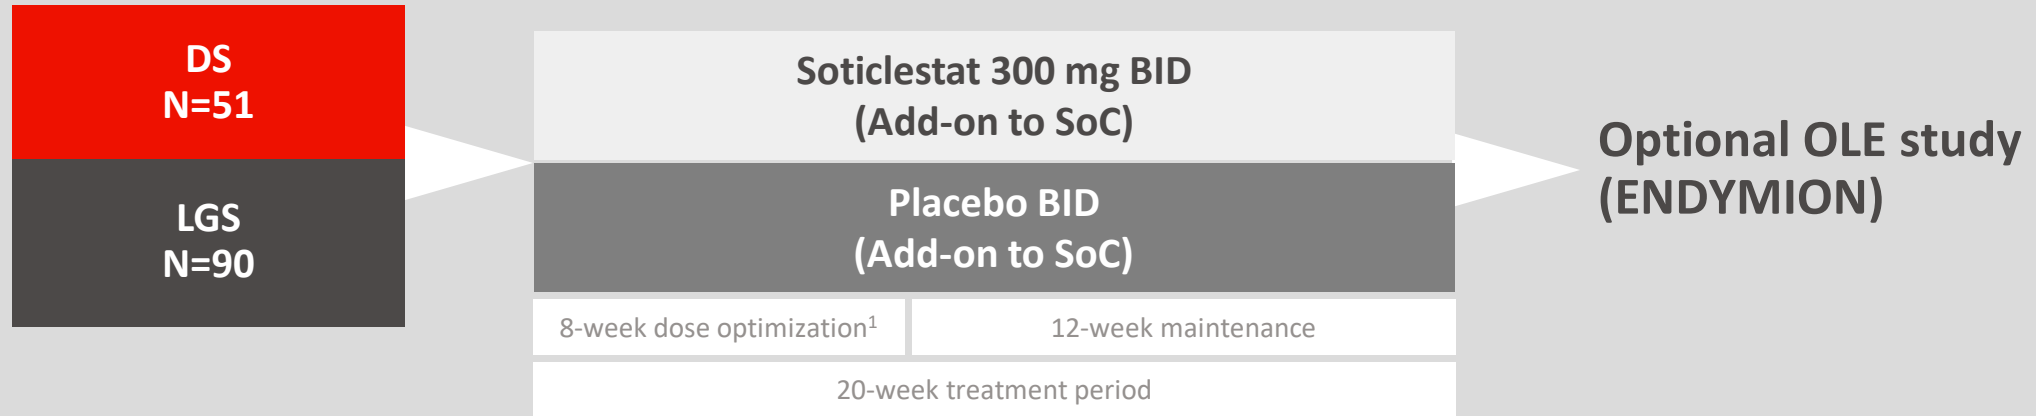 DS
N=51
LGS
N=90
Soticlestat 300 mg BID
(Add-on to SoC)
Placebo BID
(Add-on to SoC)
8-week dose optimization¹
12-week maintenance
20-week treatment period
Optional OLE study
(ENDYMION)